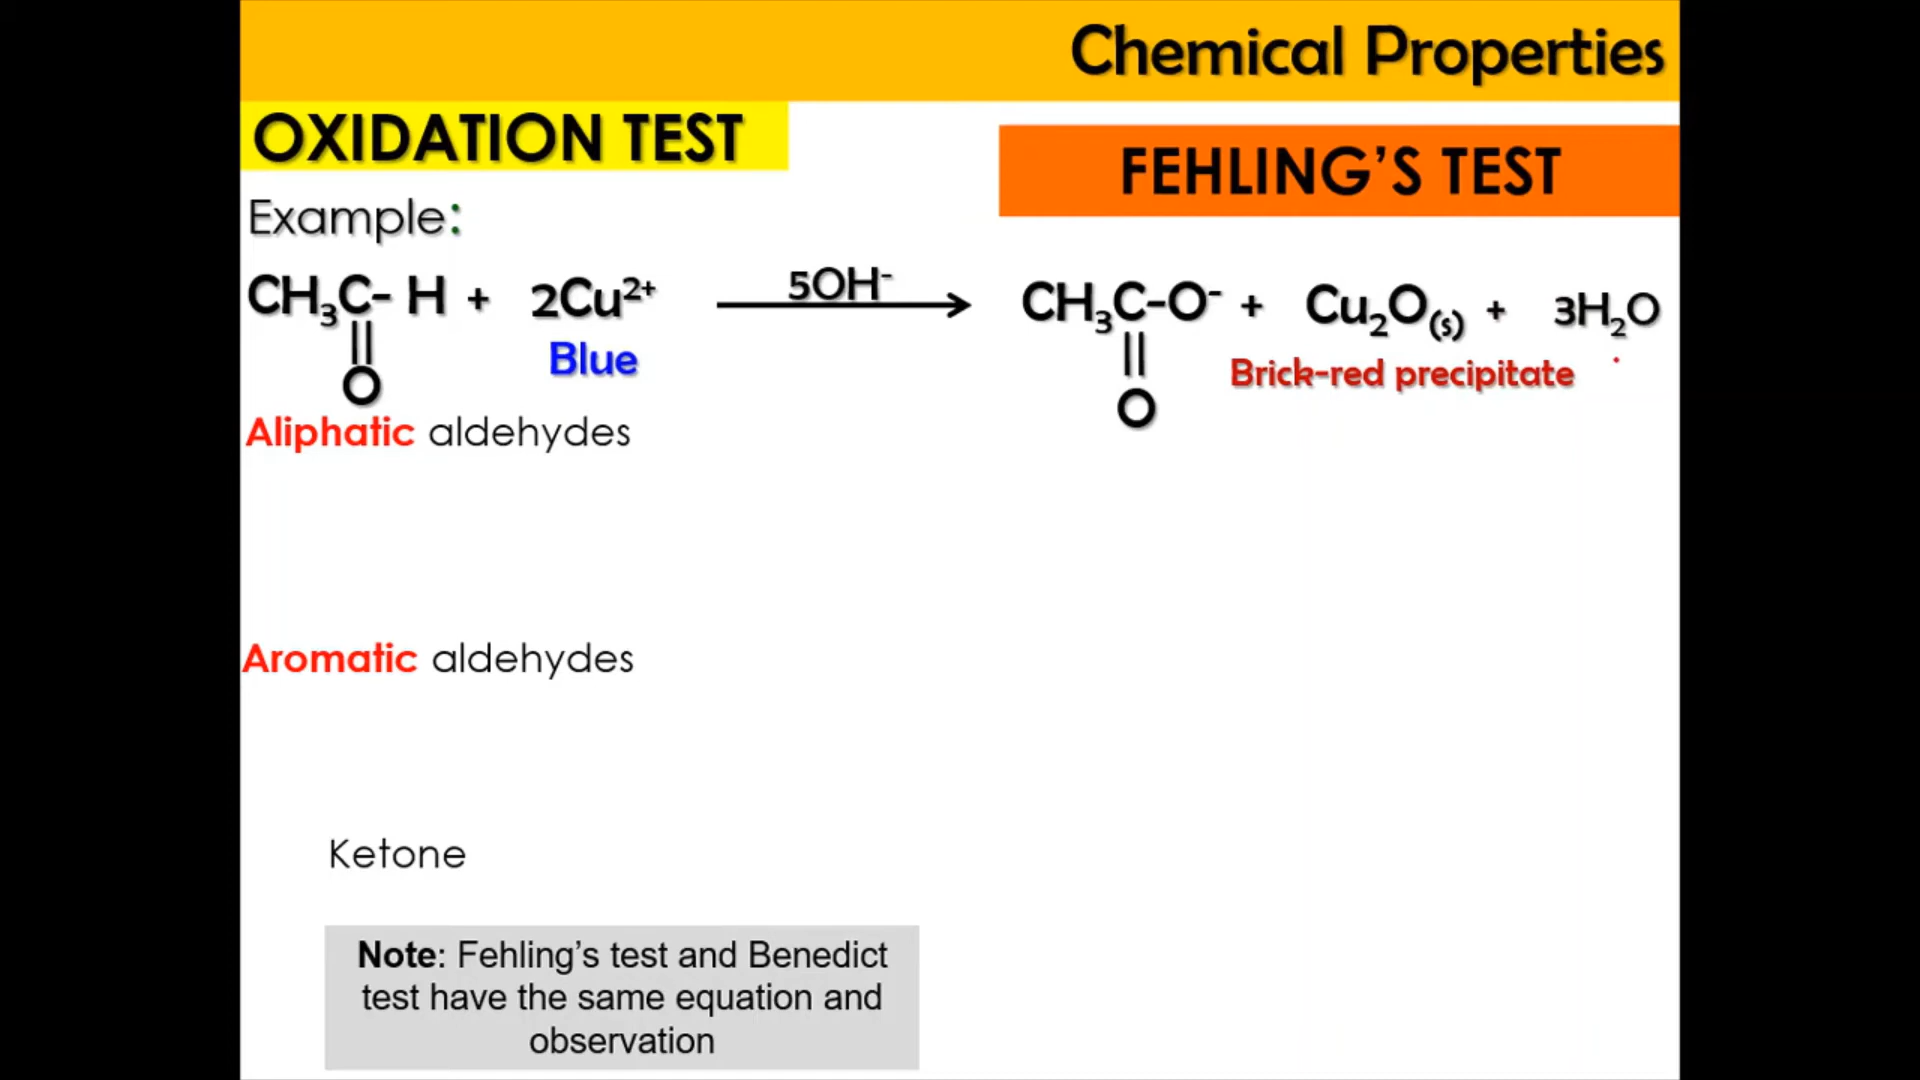 Chemical Properties
OXIDATION TEST
FEHLING’S TEST
Example:
CH₃C- H + 2Cu²⁺ 5OH⁻ CH₃C-O⁻ + Cu₂O₍s₎ + 3H₂O
||
O
Blue
||
O
Brick-red precipitate
Aliphatic aldehydes
Aromatic aldehydes
Ketone
Note: Fehling’s test and Benedict
test have the same equation and
observation